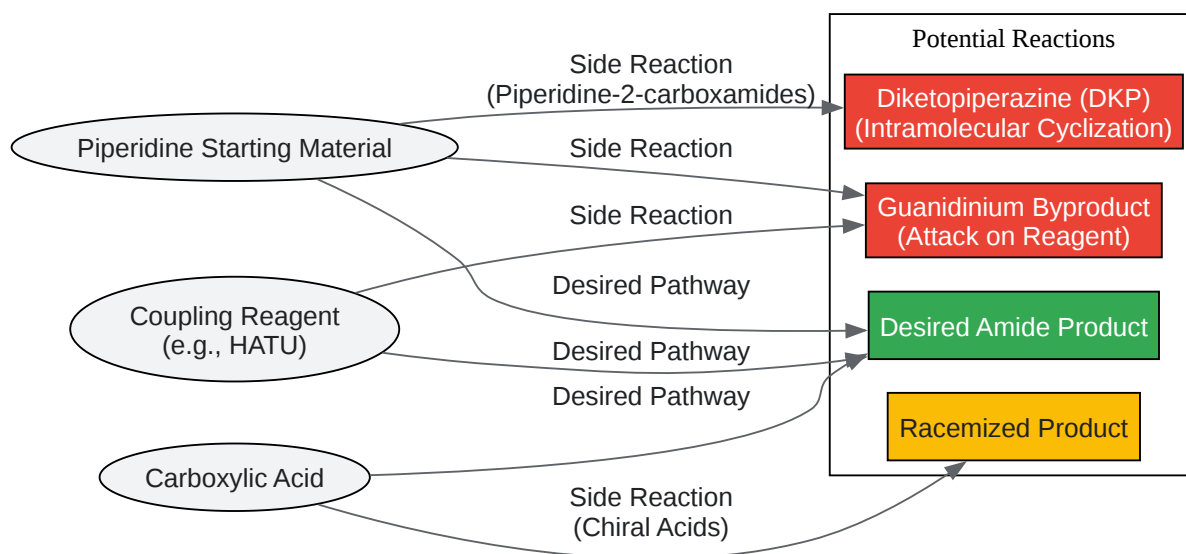 Potential Reactions
Side Reaction
(Piperidine-2-carboxamides)
Diketopiperazine (DKP)
(Intramolecular Cyclization)
Piperidine Starting Material
Side Reaction
Guanidinium Byproduct
(Attack on Reagent)
Side Reaction
Desired Pathway
Coupling Reagent
(e.g., HATU)
Desired Amide Product
Desired Pathway
Desired Pathway
Racemized Product
Carboxylic Acid
Side Reaction
(Chiral Acids)